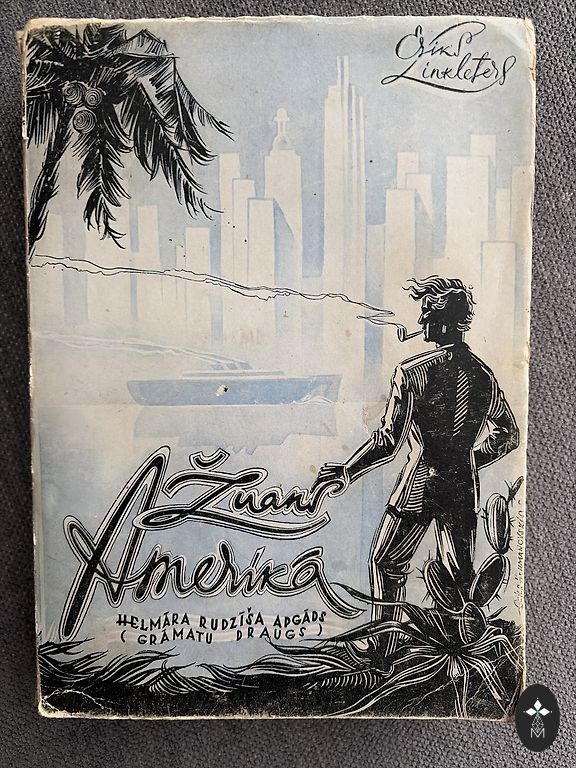 Ēriks
Linkleters
Žuans
Amerikā
HELMĀRA RUDZĪŠA APGĀDS
(GRĀMATU DRAUGS)